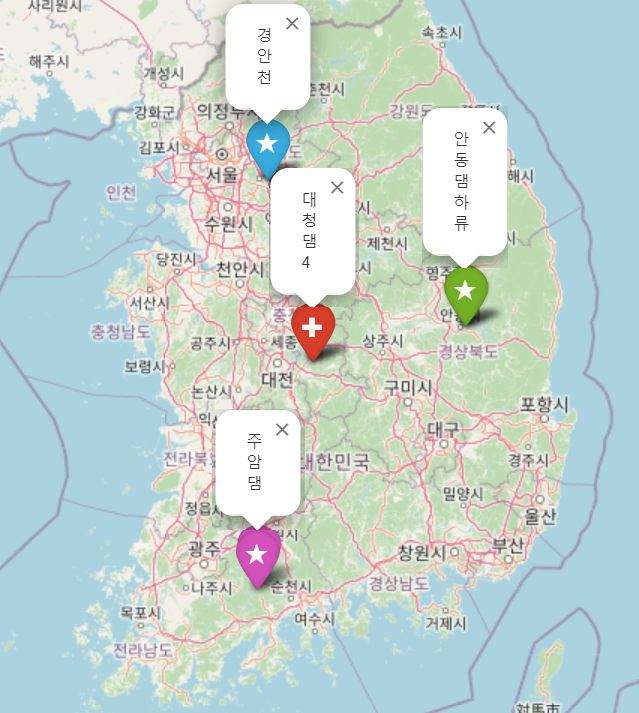 사리원시
해주시
개성시
속초시
경
안
천
×
춘천시
강화군
의정부
강원도
×
안
동
댐
하
류
김포시
서울
인천
×
대
청
댐
4
해시
수원시
제천시
당진시
천안시
서산시
충청남도
안동
공주시
세종
상주시
경상북도
보령시
대전
논산시
구미시
포항시
×
주
암
댐
대한민국
대구
경주시
전라북
정읍시
밀양시
울산
광주
창원시
부산
나주시
순천시
경상남도
목포시
여수시
거제시
전라남도
対馬市